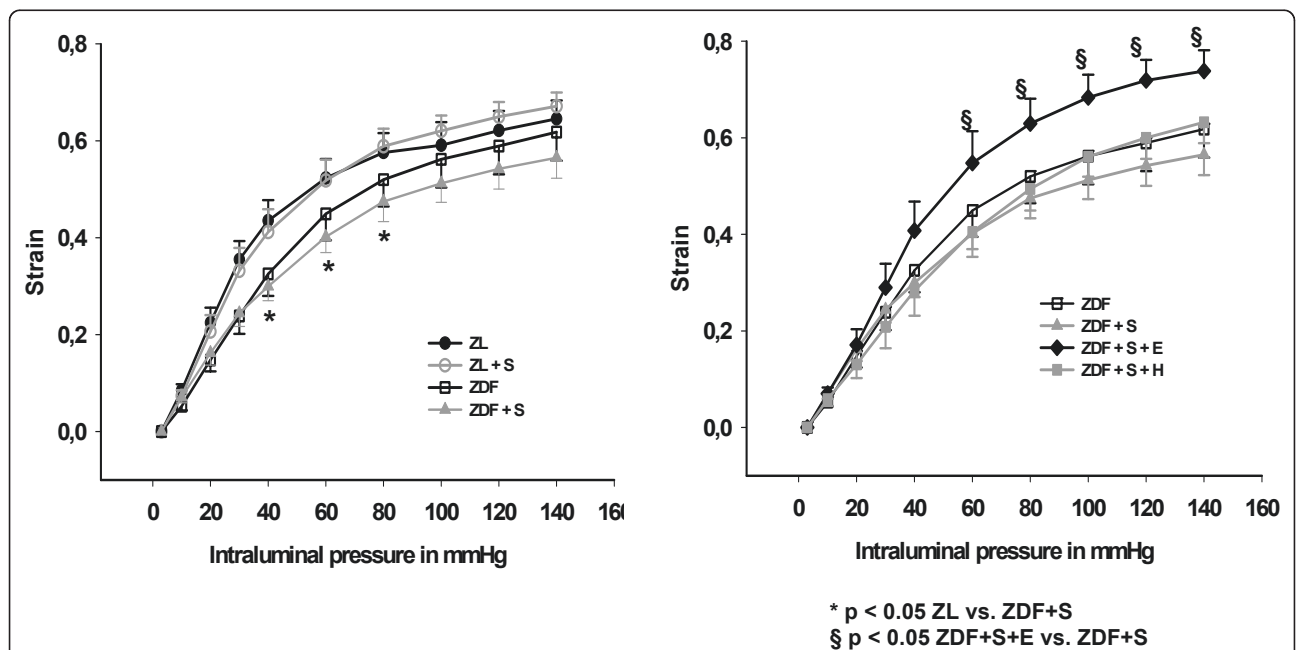 0,8
0,6
0,4
0,2
0,0
Strain
* * *
ZL
ZL + S
ZDF
ZDF + S
0 20 40 60 80 100 120 140 16
Intraluminal pressure in mmHg
§ § § § §
0,8
0,6
0,4
0,2
0,0
Strain
ZDF
ZDF + S
ZDF + S + E
ZDF + S + H
0 20 40 60 80 100 120 140 160
Intraluminal pressure in mmHg
* p < 0.05 ZL vs. ZDF+S
§ p < 0.05 ZDF+S+E vs. ZDF+S